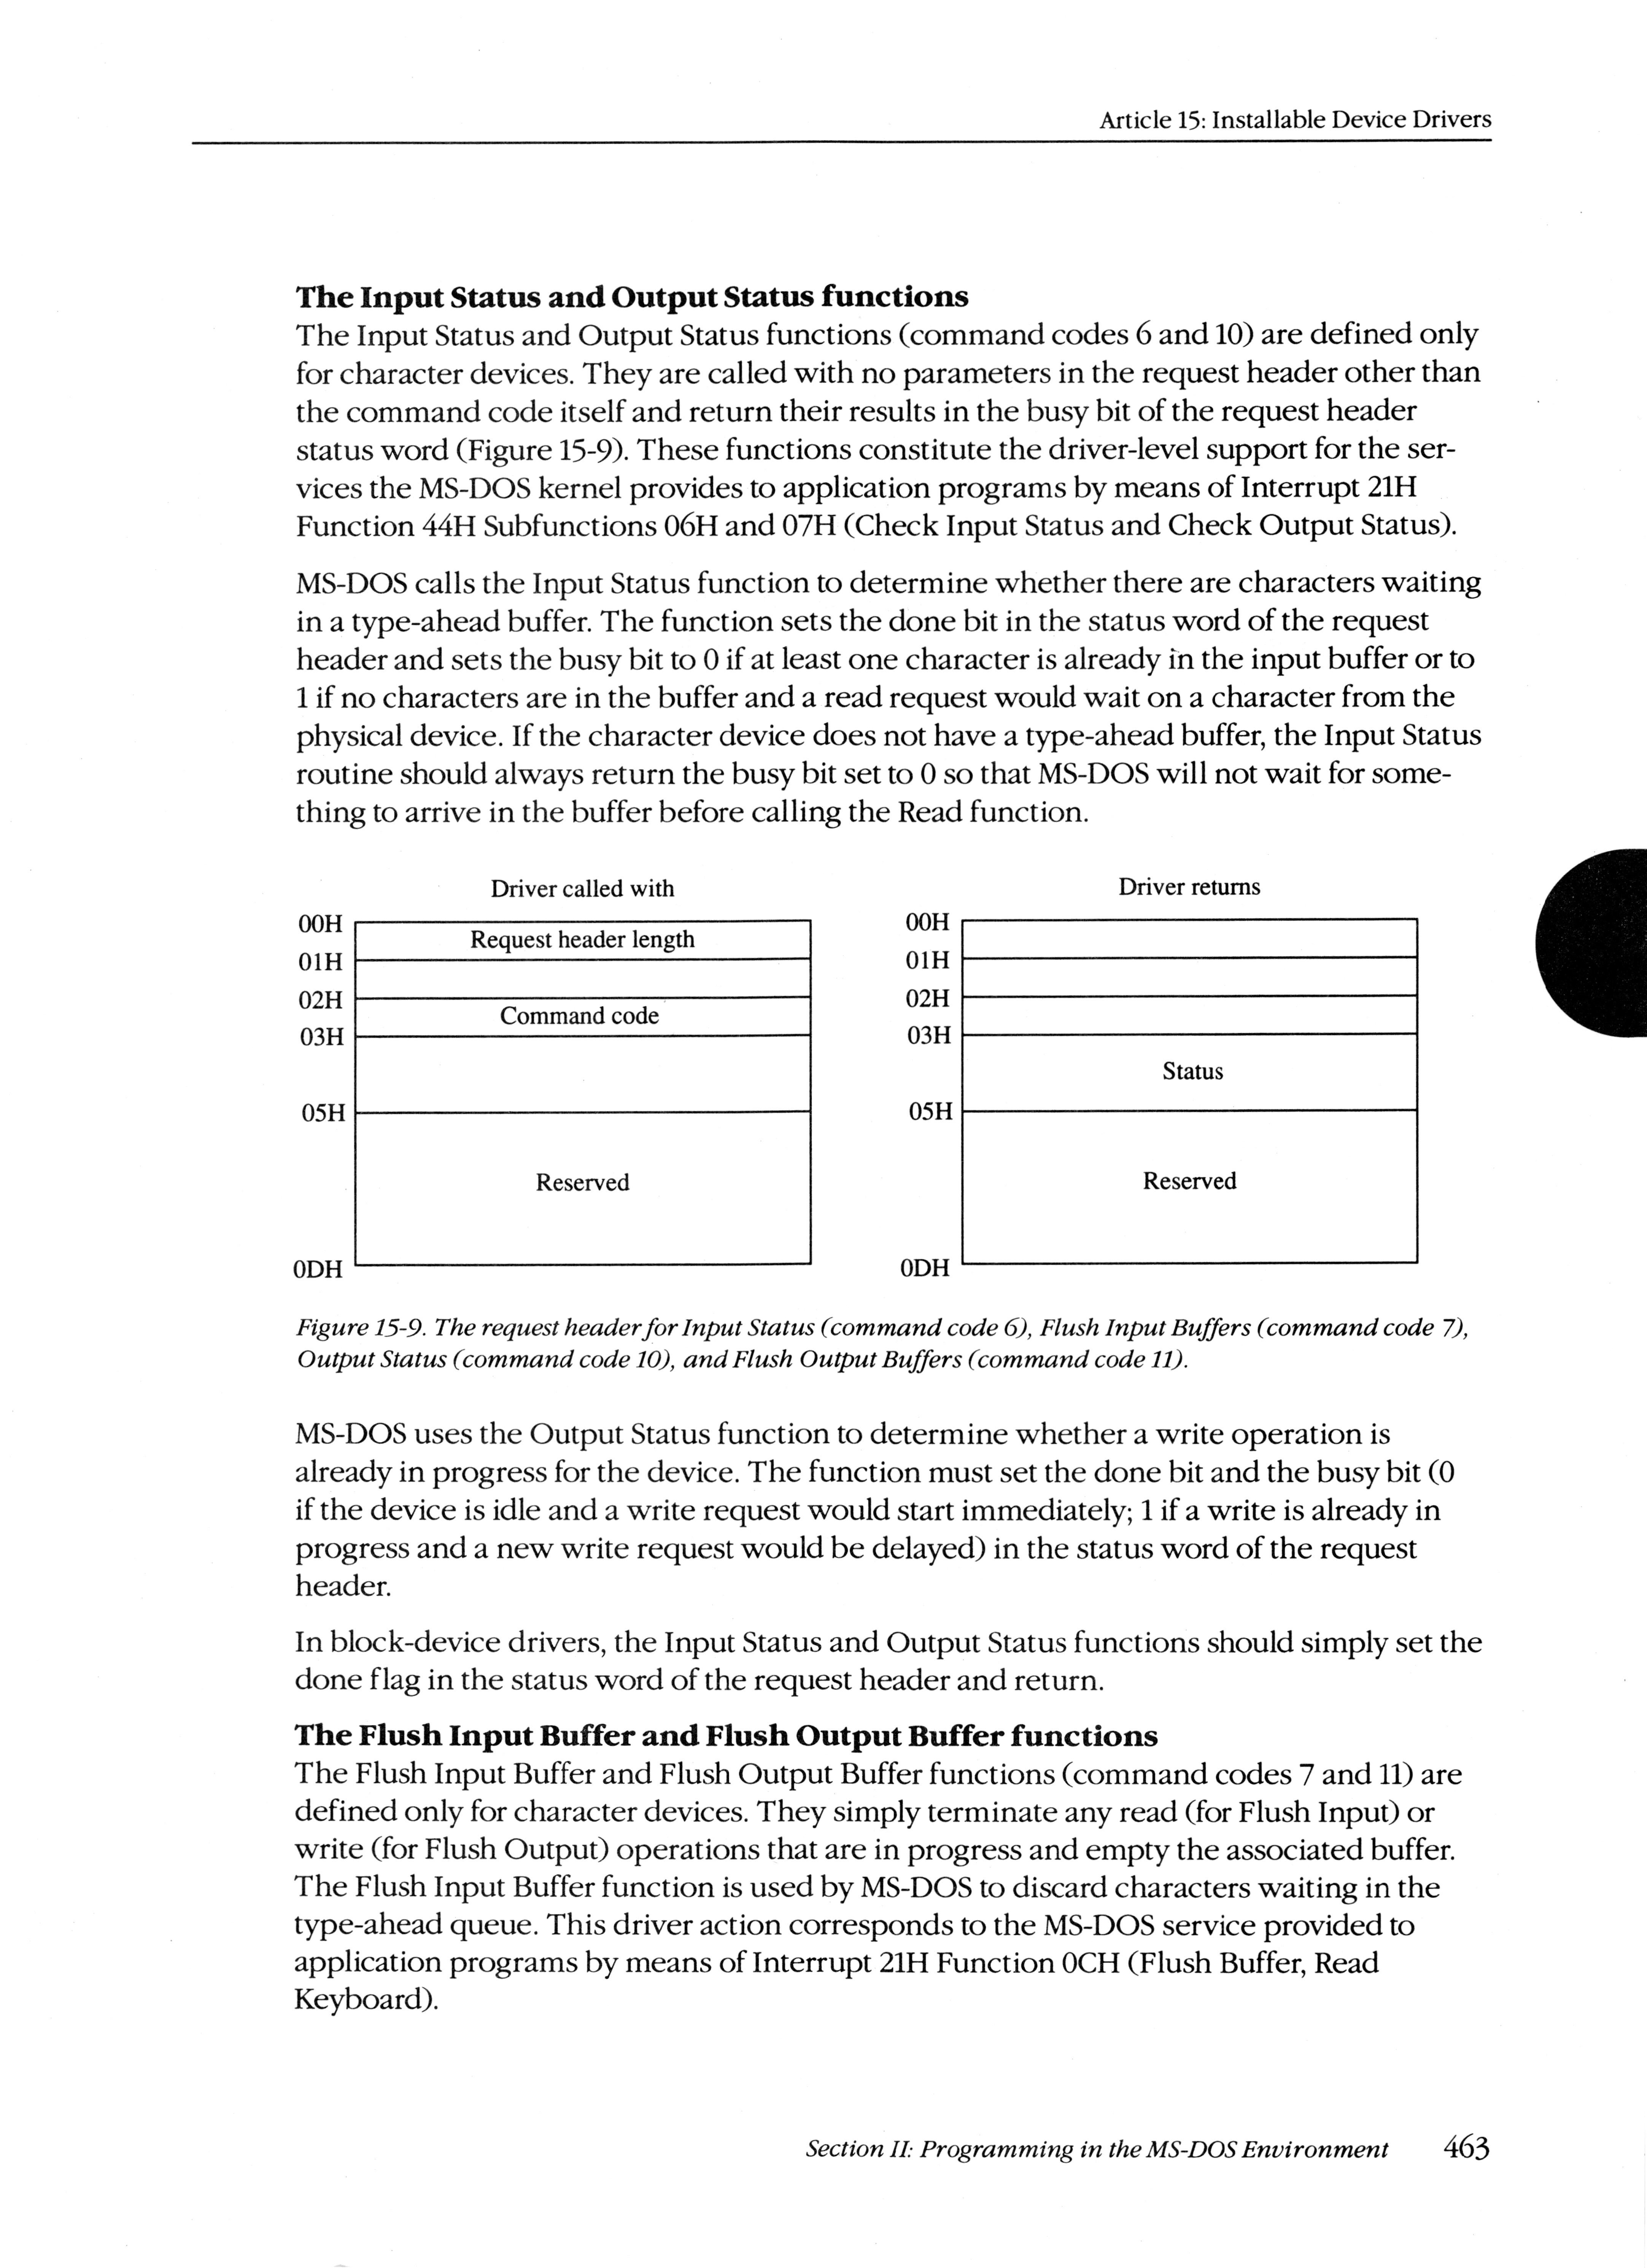 Article 15: Installable Device Drivers
The Input Status and Output Status functions
The Input Status and Output Status functions (command codes 6 and 10) are defined only
for character devices. They are called with no parameters in the request header other than
the command code itself and return their results in the busy bit of the request header
status word (Figure 15-9). These functions constitute the driver-level support for the ser-
vices the MS-DOS kernel provides to application programs by means of Interrupt 21H
Function 44H Subfunctions 06H and 07H (Check Input Status and Check Output Status).
MS-DOS calls the Input Status function to determine whether there are characters waiting
in a type-ahead buffer. The function sets the done bit in the status word of the request
header and sets the busy bit to 0 if at least one character is already in the input buffer or to
1 if no characters are in the buffer and a read request would wait on a character from the
physical device. If the character device does not have a type-ahead buffer, the Input Status
routine should always return the busy bit set to 0 so that MS-DOS will not wait for some-
thing to arrive in the buffer before calling the Read function.
Driver called with
00H
Request header length
01H
02H
Command code
03H
05H
Reserved
0DH
Driver returns
00H
01H
02H
03H
Status
05H
Reserved
0DH
Figure 15-9. The request header for Input Status (command code 6), Flush Input Buffers (command code 7),
Output Status (command code 10), and Flush Output Buffers (command code 11).
MS-DOS uses the Output Status function to determine whether a write operation is
already in progress for the device. The function must set the done bit and the busy bit (0
if the device is idle and a write request would start immediately; 1 if a write is already in
progress and a new write request would be delayed) in the status word of the request
header.
In block-device drivers, the Input Status and Output Status functions should simply set the
done flag in the status word of the request header and return.
The Flush Input Buffer and Flush Output Buffer functions
The Flush Input Buffer and Flush Output Buffer functions (command codes 7 and 11) are
defined only for character devices. They simply terminate any read (for Flush Input) or
write (for Flush Output) operations that are in progress and empty the associated buffer.
The Flush Input Buffer function is used by MS-DOS to discard characters waiting in the
type-ahead queue. This driver action corresponds to the MS-DOS service provided to
application programs by means of Interrupt 21H Function 0CH (Flush Buffer, Read
Keyboard).
Section II: Programming in the MS-DOS Environment 463